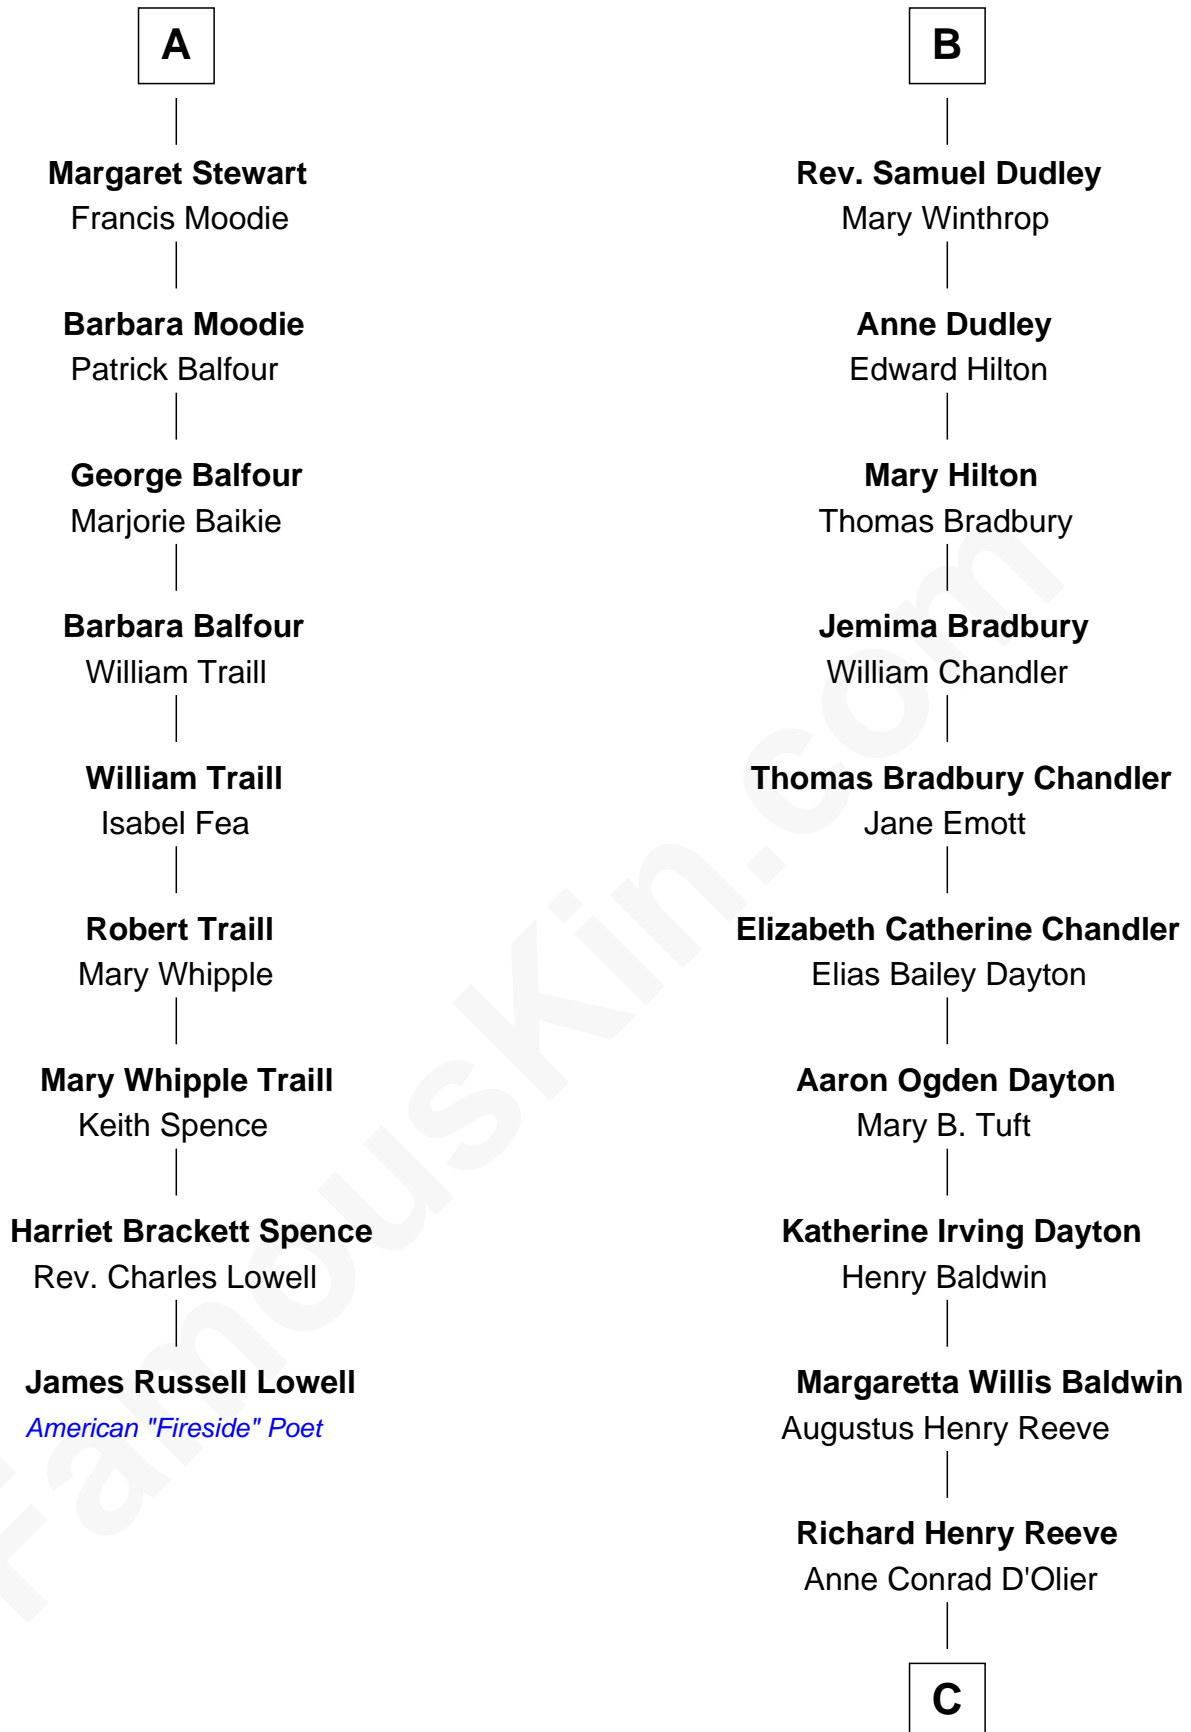 A
Margaret Stewart
Francis Moodie
Barbara Moodie
Patrick Balfour
George Balfour
Marjorie Baikie
Barbara Balfour
William Traill
William Traill
Isabel Fea
Robert Traill
Mary Whipple
Mary Whipple Traill
Keith Spence
Harriet Brackett Spence
Rev. Charles Lowell
James Russell Lowell
American "Fireside" Poet
B
Rev. Samuel Dudley
Mary Winthrop
Anne Dudley
Edward Hilton
Mary Hilton
Thomas Bradbury
Jemima Bradbury
William Chandler
Thomas Bradbury Chandler
Jane Emott
Elizabeth Catherine Chandler
Elias Bailey Dayton
Aaron Ogden Dayton
Mary B. Tuft
Katherine Irving Dayton
Henry Baldwin
Margaretta Willis Baldwin
Augustus Henry Reeve
Richard Henry Reeve
Anne Conrad D'Olier
C
FamousKin.com